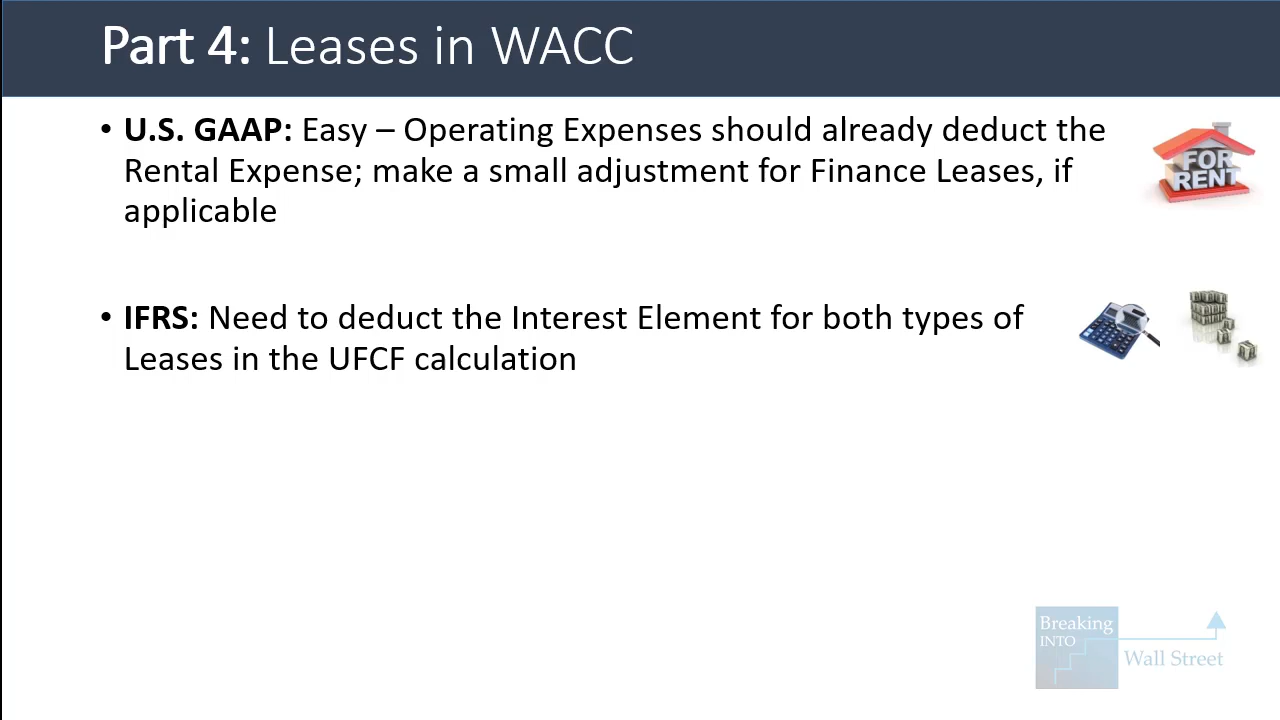 Part 4: Leases in WACC
• U.S. GAAP: Easy – Operating Expenses should already deduct the
Rental Expense; make a small adjustment for Finance Leases, if
applicable
FOR
RENT
• IFRS: Need to deduct the Interest Element for both types of
Leases in the UFCF calculation
Breaking
INTO
Wall Street